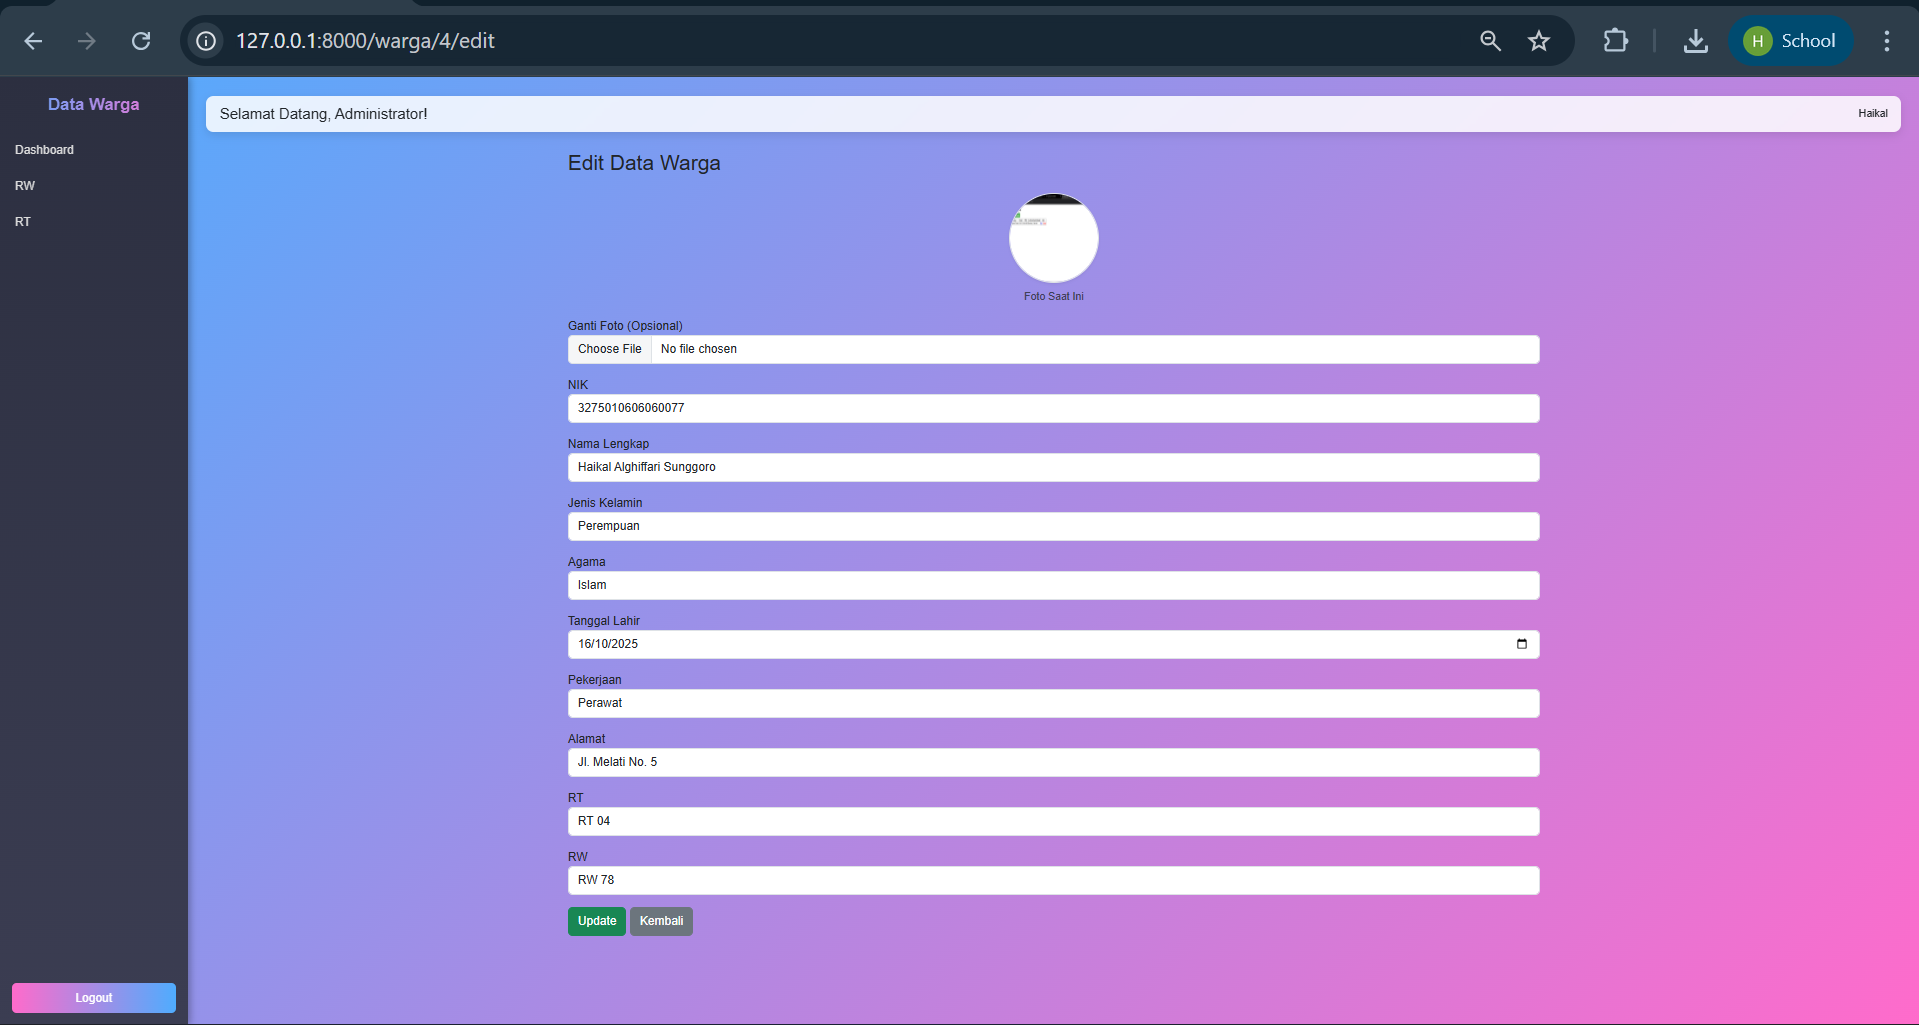 127.0.0.1:8000/warga/4/edit
H School
Data Warga
Dashboard
RW
RT
Logout
Selamat Datang, Administrator!
Haikal
Edit Data Warga
Foto Saat Ini
Ganti Foto (Opsional)
Choose File No file chosen
NIK
3275010606060077
Nama Lengkap
Haikal Alghiffari Sunggoro
Jenis Kelamin
Perempuan
Agama
Islam
Tanggal Lahir
16/10/2025
Pekerjaan
Perawat
Alamat
Jl. Melati No. 5
RT
RT 04
RW
RW 78
Update Kembali